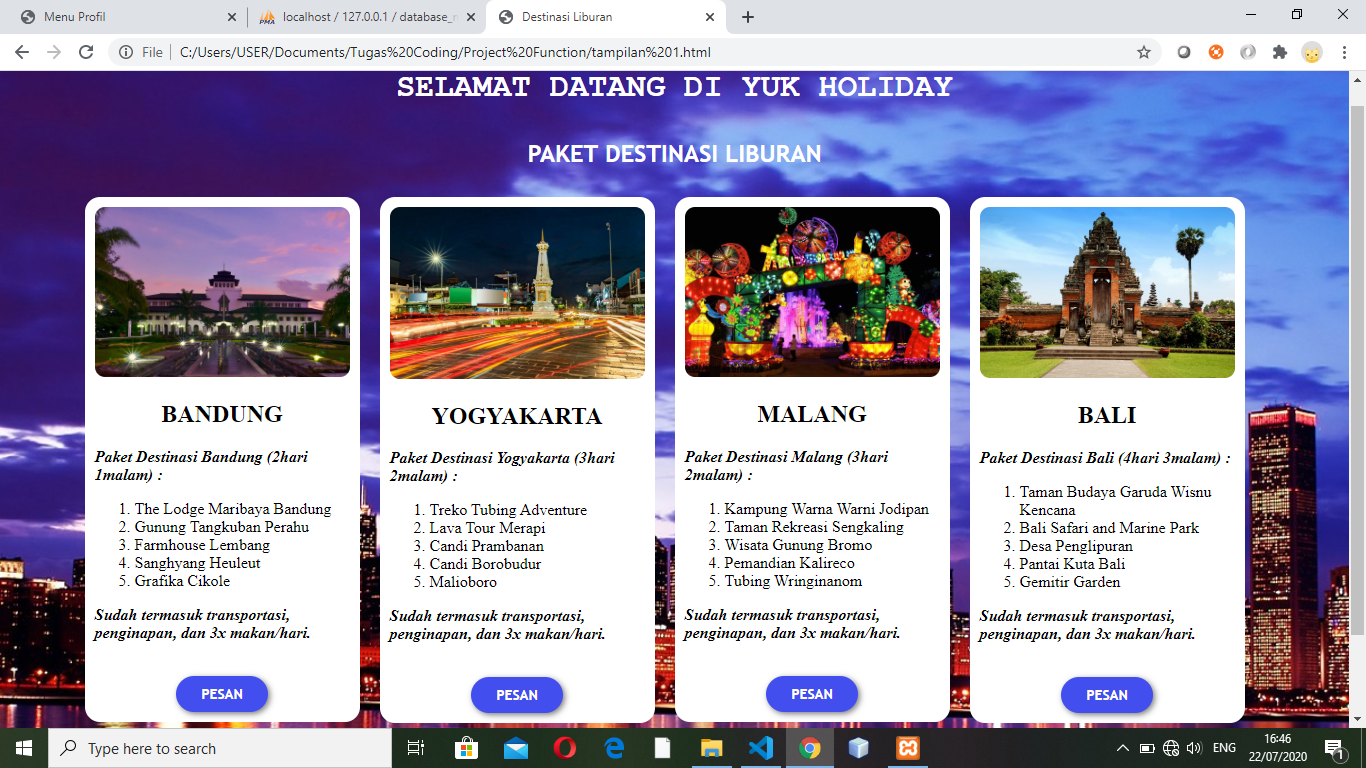 Menu Profil
localhost / 127.0.0.1 / database_r
Destinasi Liburan
File
C:/Users/USER/Documents/Tugas%20Coding/Project%20Function/tampilan%201.html
SELAMAT DATANG DI YUK HOLIDAY
PAKET DESTINASI LIBURAN
BANDUNG
Paket Destinasi Bandung (2hari
1malam) :
1. The Lodge Maribaya Bandung
2. Gunung Tangkuban Perahu
3. Farmhouse Lembang
4. Sanghyang Heuleut
5. Grafika Cikole
Sudah termasuk transportasi,
penginapan, dan 3x makan/hari.
PESAN
YOGYAKARTA
Paket Destinasi Yogyakarta (3hari
2malam) :
1. Treko Tubing Adventure
2. Lava Tour Merapi
3. Candi Prambanan
4. Candi Borobudur
5. Malioboro
Sudah termasuk transportasi,
penginapan, dan 3x makan/hari.
PESAN
MALANG
Paket Destinasi Malang (3hari
2malam) :
1. Kampung Warna Warni Jodipan
2. Taman Rekreasi Sengkaling
3. Wisata Gunung Bromo
4. Pemandian Kalireco
5. Tubing Wringinanom
Sudah termasuk transportasi,
penginapan, dan 3x makan/hari.
PESAN
BALI
Paket Destinasi Bali (4hari 3malam) :
1. Taman Budaya Garuda Wisnu
Kencana
2. Bali Safari and Marine Park
3. Desa Penglipuran
4. Pantai Kuta Bali
5. Gemitir Garden
Sudah termasuk transportasi,
penginapan, dan 3x makan/hari.
PESAN
Type here to search
ENG
16:46
22/07/2020
1